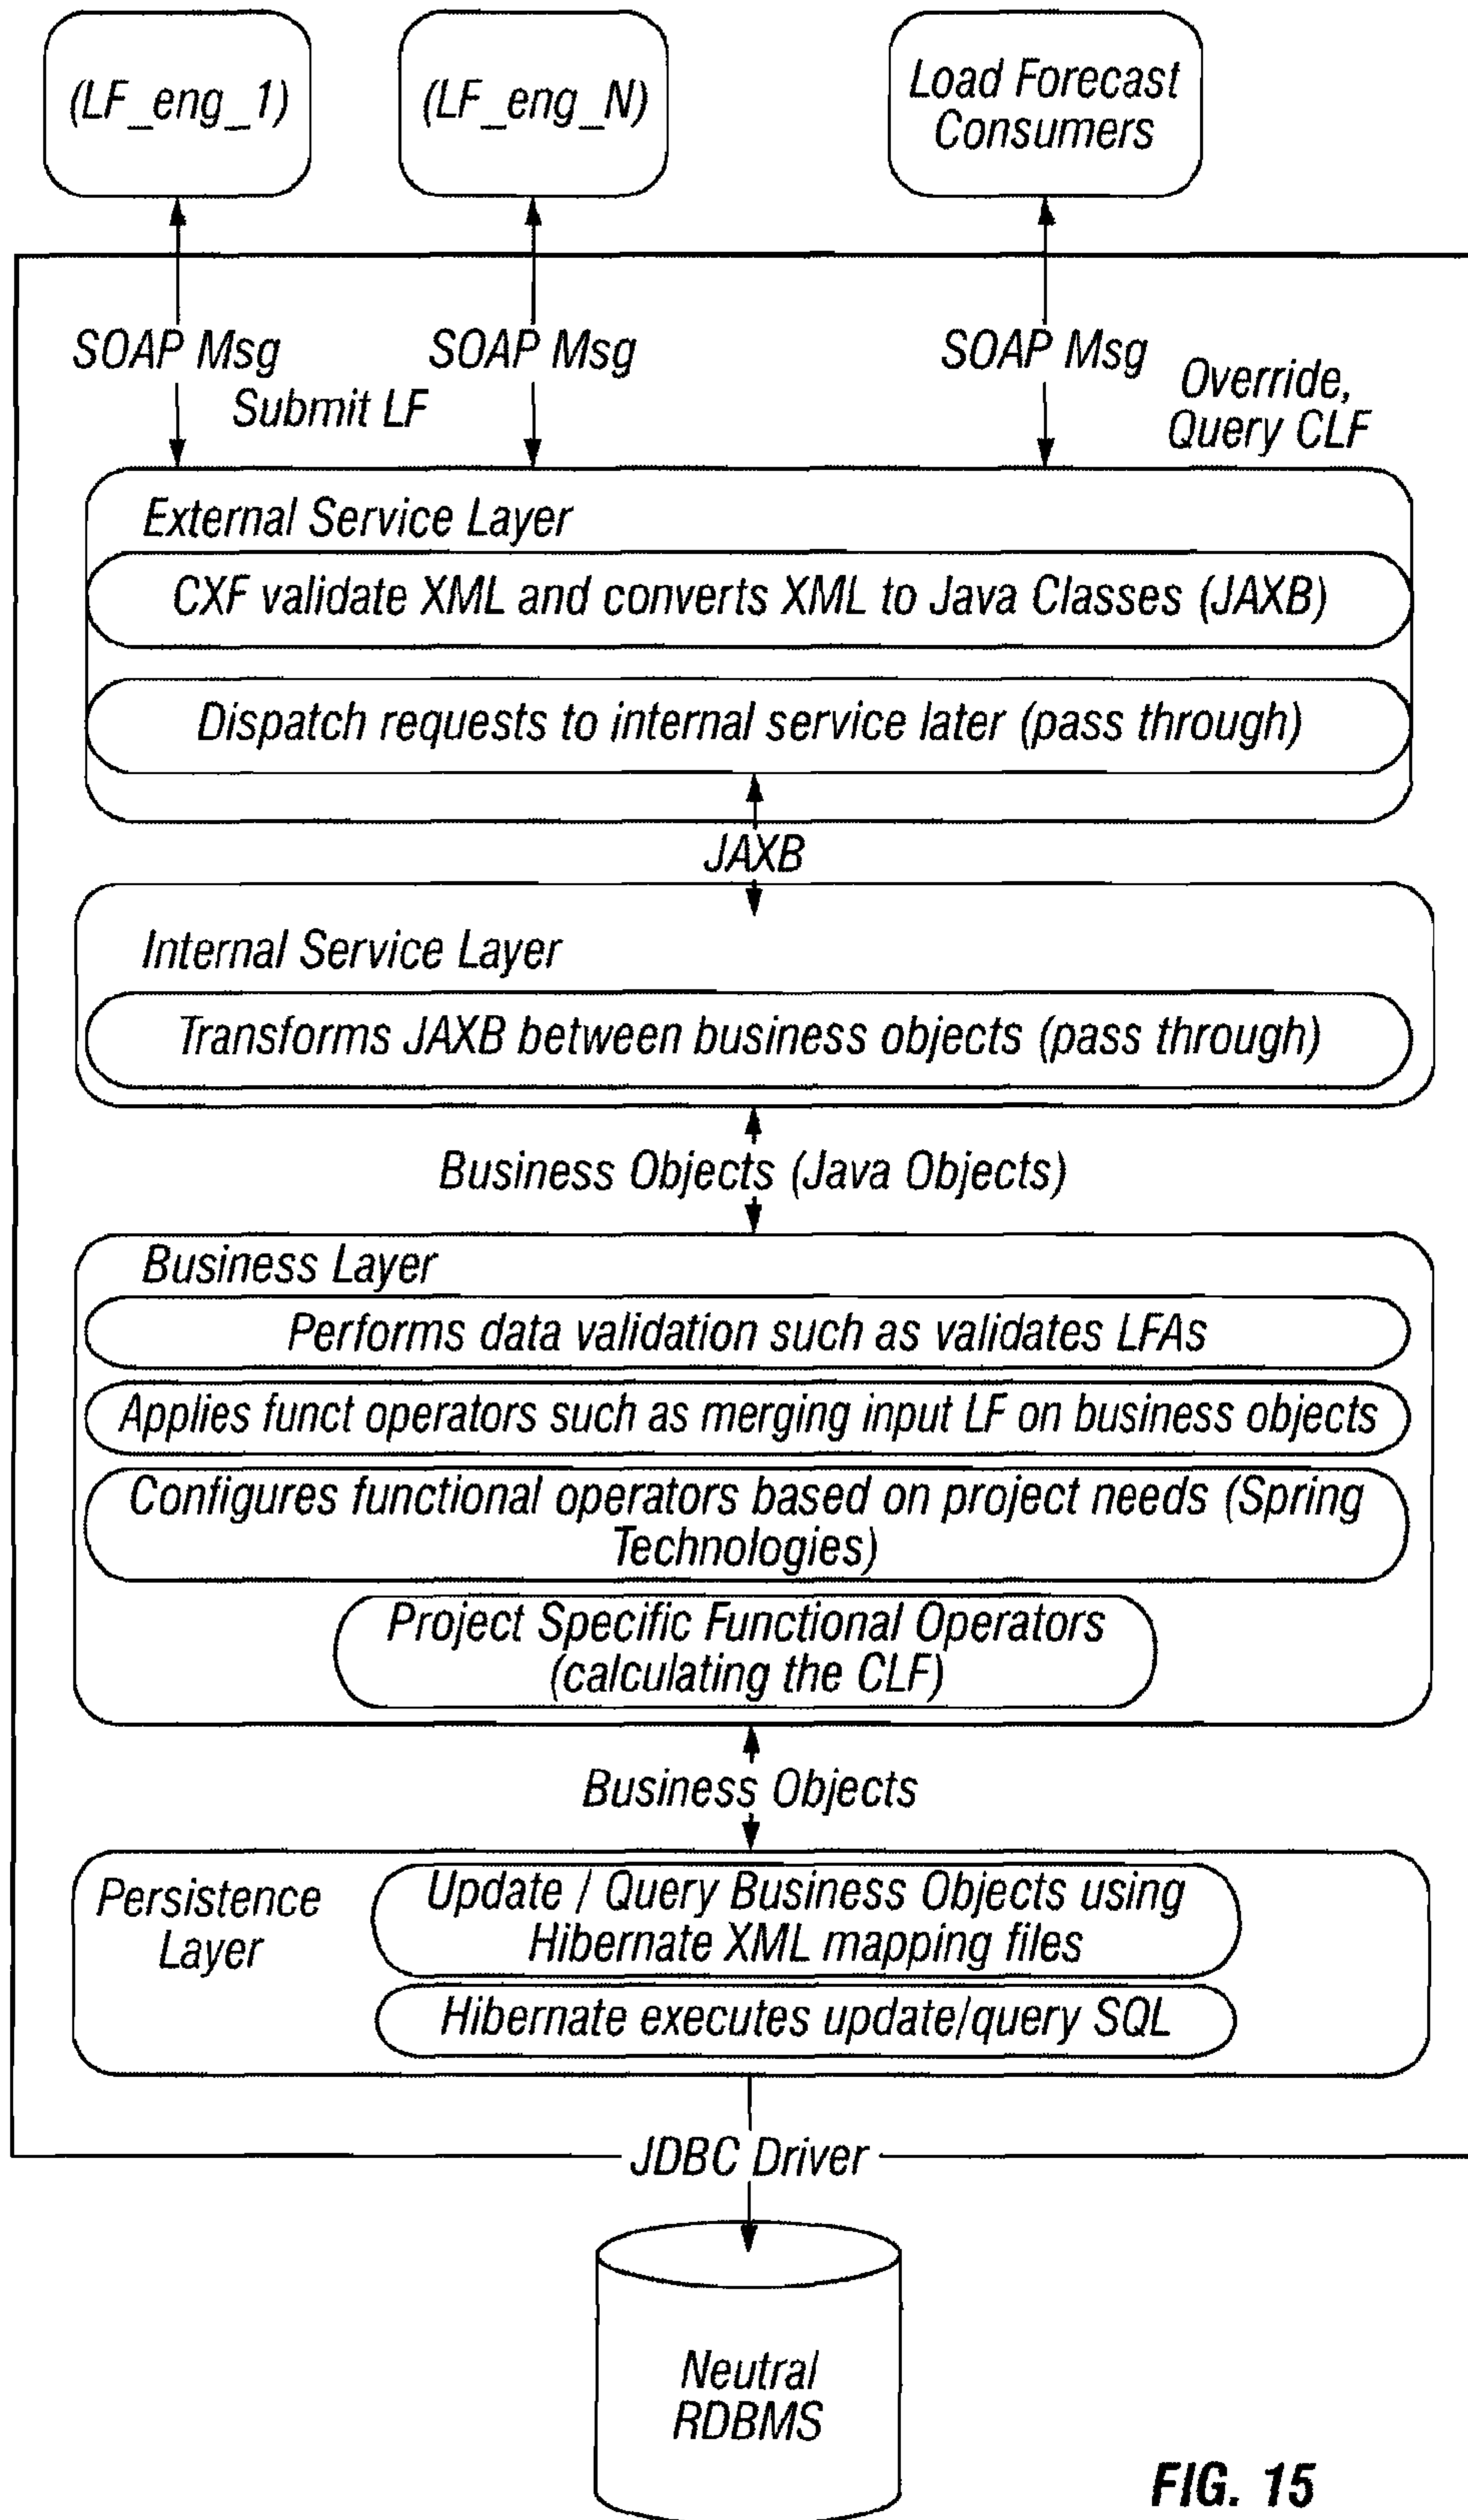 (LF_eng_1)
(LF_eng_N)
Load Forecast
Consumers
SOAP Msg
SOAP Msg
SOAP Msg
Submit LF
Override,
Query CLF
External Service Layer
CXF validate XML and converts XML to Java Classes (JAXB)
Dispatch requests to internal service later (pass through)
JAXB
Internal Service Layer
Transforms JAXB between business objects (pass through)
Business Objects (Java Objects)
Business Layer
Performs data validation such as validates LFAs
Applies funct operators such as merging input LF on business objects
Configures functional operators based on project needs (Spring
Technologies)
Project Specific Functional Operators
(calculating the CLF)
Business Objects
Persistence
Layer
Update / Query Business Objects using
Hibernate XML mapping files
Hibernate executes update/query SQL
JDBC Driver
Neutral
RDBMS
FIG. 15